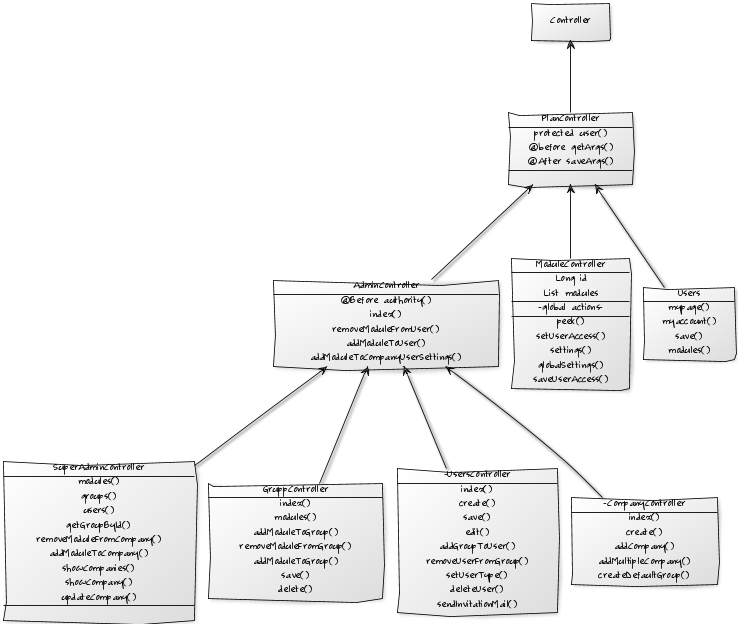 Controller
PlanController
protected user()
@before getArgs()
@After saveArgs()
AdminController
@Before authority()
index()
removeModuleFromUser()
addModuleToUser()
addModuleToCompanyUserSettings()
ModuleController
Long id
List modules
-global actions-
peek()
setUserAccess()
settings()
globalSettings()
saveUserAccess()
Users
mypage()
myaccount()
save()
modules()
SuperAdminController
modules()
groups()
users()
getGroupById()
removeModuleFromCompany()
addModuleToCompany()
showCompanies()
showCompany()
updateCompany()
GruppController
index()
modules()
addModuleToGroup()
removeModuleFromGroup()
addModuleToGroup()
save()
delete()
-UsersController
index()
create()
save()
edit()
addGroupToUser()
removeUserFromGroup()
setUserType()
deleteUser()
sendInvitationMail()
-CompanyController
index()
create()
addCompany()
addMultipleCompany()
createDefaultGroup()